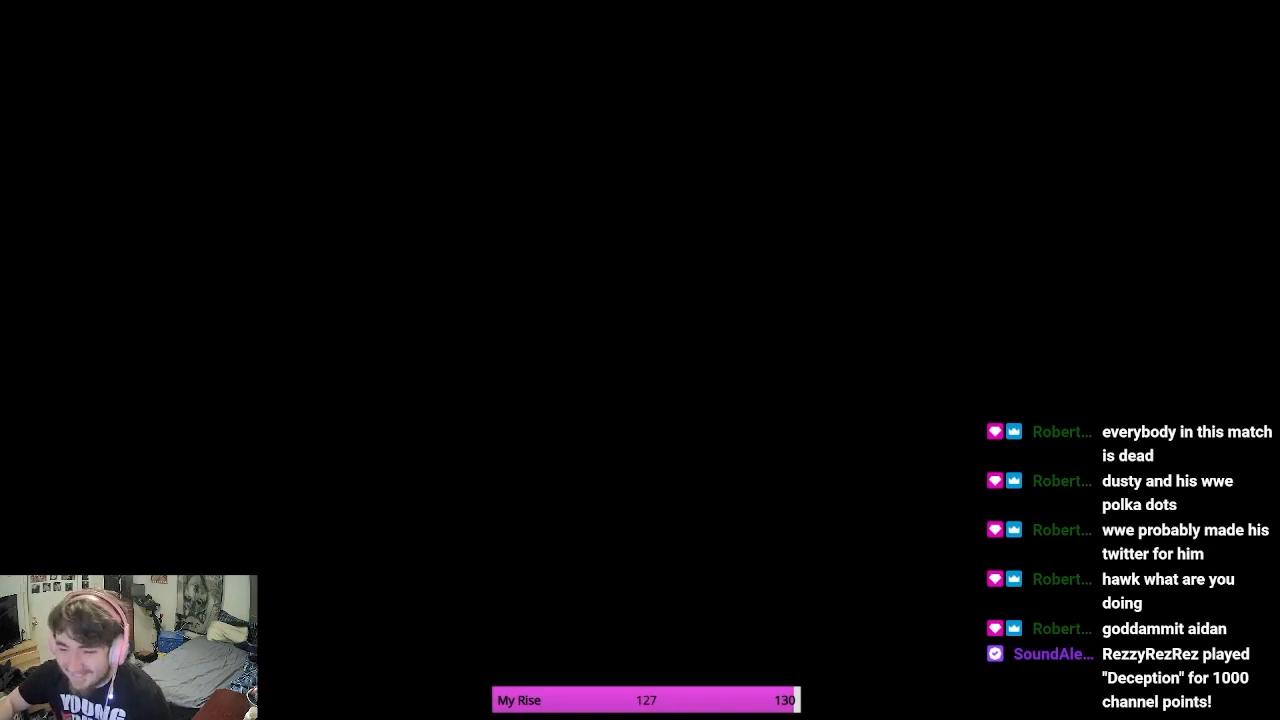 Robert... everybody in this match
is dead
Robert... dusty and his wwe
polka dots
Robert... wwe probably made his
twitter for him
Robert... hawk what are you
doing
Robert... goddammit aidan
SoundAle... RezzyRezRez played
"Deception" for 1000
channel points!
My Rise 127 130
YOUNG